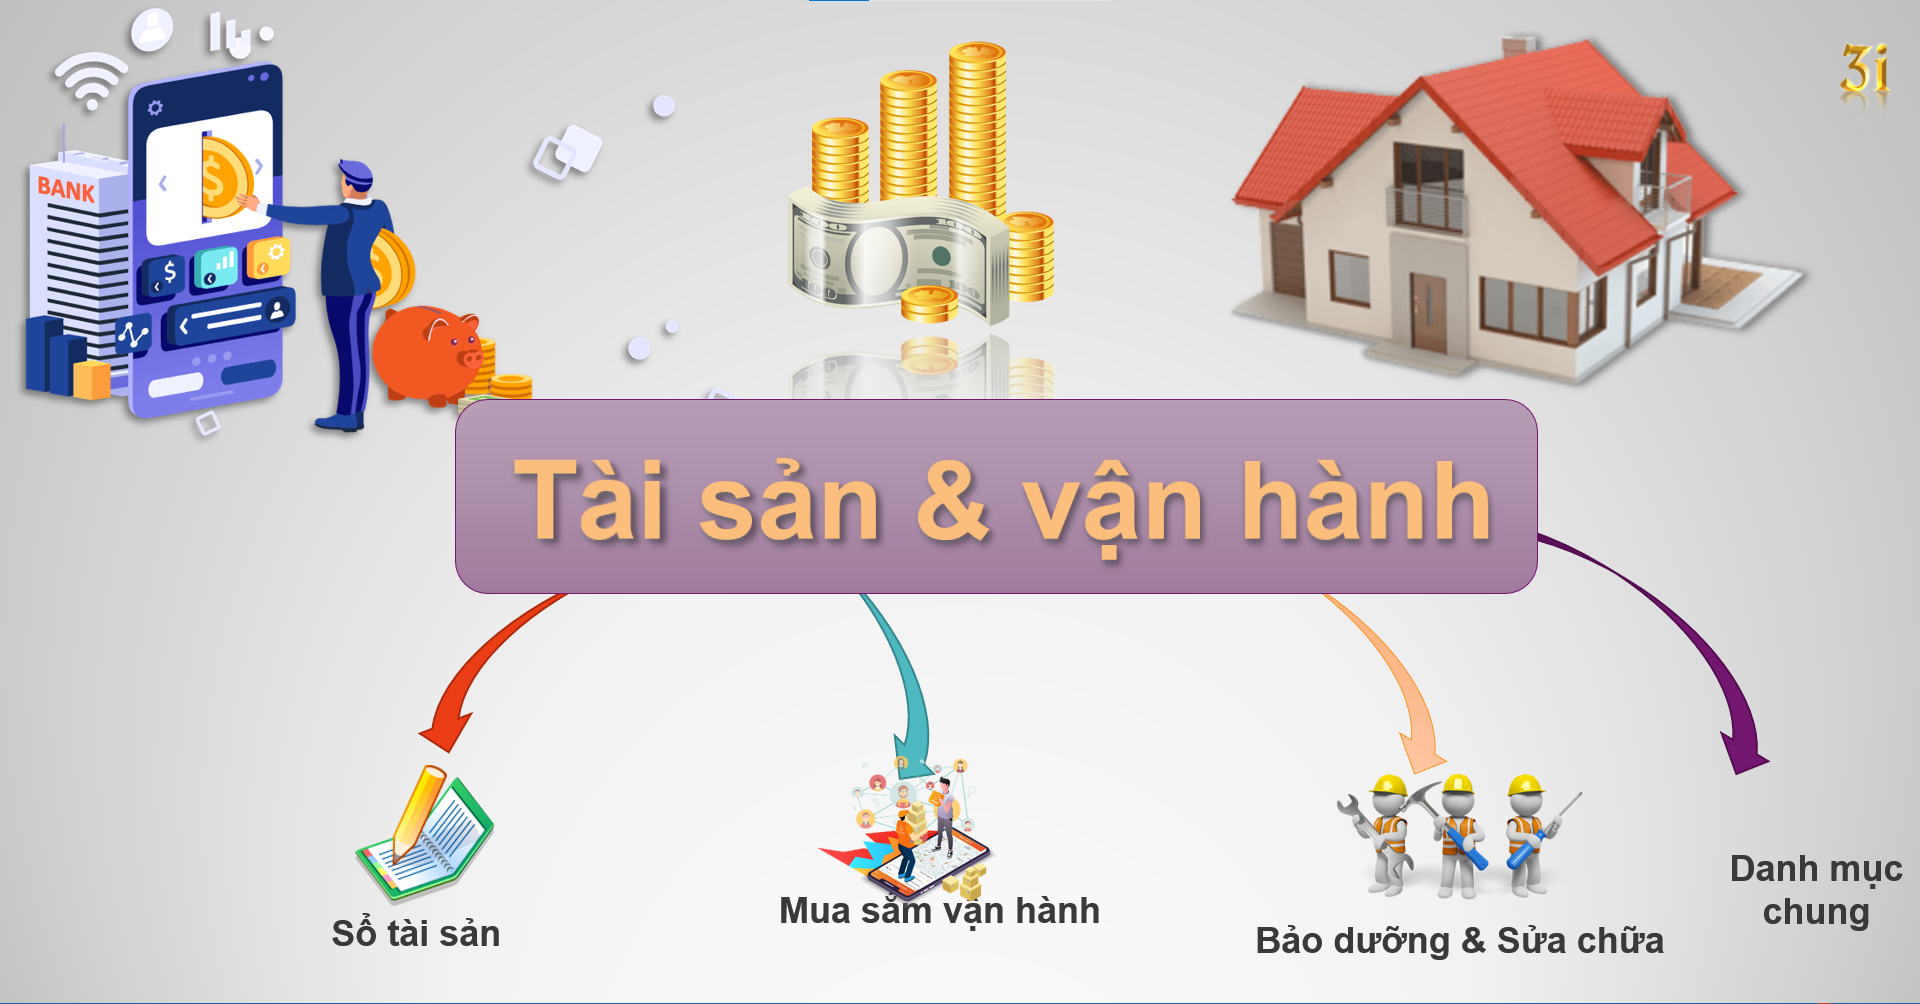 3i
BANK
Tài sản & vận hành
Sổ tài sản
Mua sắm vận hành
Bảo dưỡng & Sửa chữa
Danh mục
chung